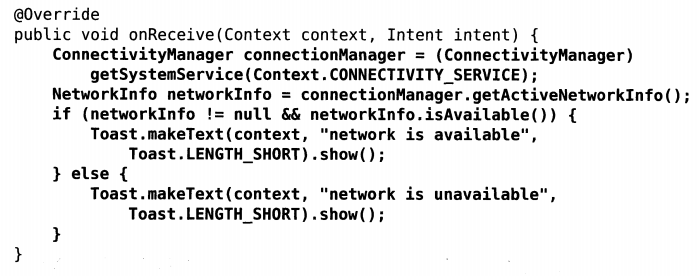 @Override
public void onReceive(Context context, Intent intent) {
    ConnectivityManager connectionManager = (ConnectivityManager)
        getSystemService(Context.CONNECTIVITY_SERVICE);
    NetworkInfo networkInfo = connectionManager.getActiveNetworkInfo();
    if (networkInfo != null && networkInfo.isAvailable()) {
        Toast.makeText(context, "network is available",
            Toast.LENGTH_SHORT).show();
    } else {
        Toast.makeText(context, "network is unavailable",
            Toast.LENGTH_SHORT).show();
    }
}